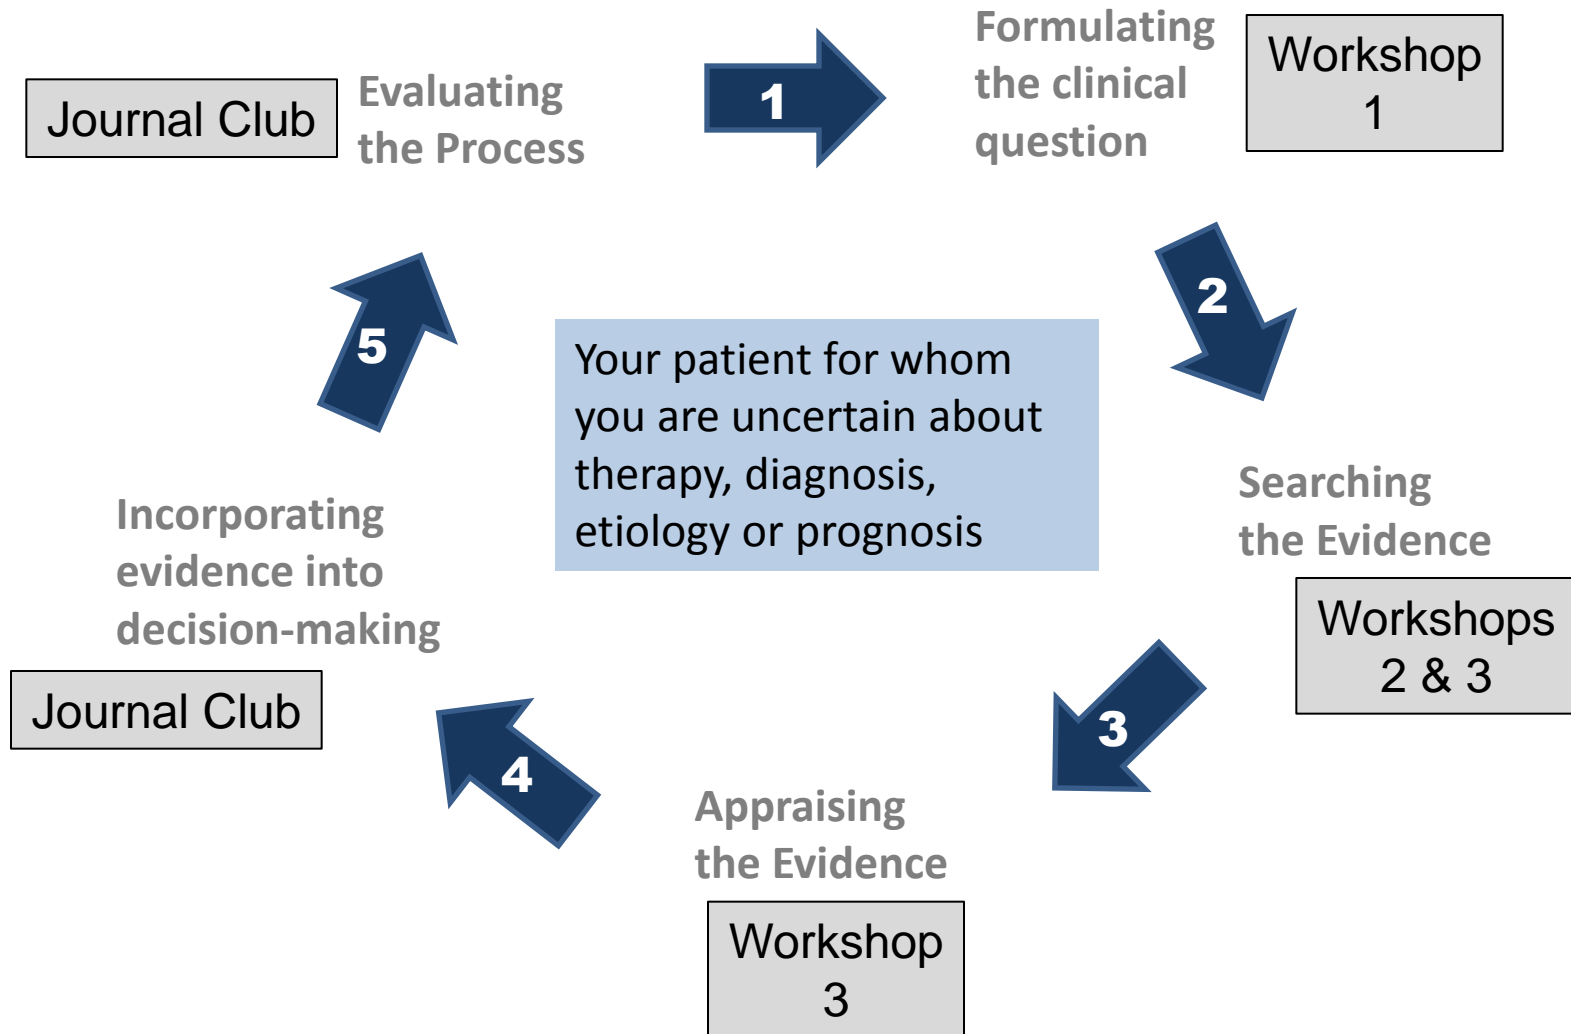 Journal Club
Evaluating
the Process
1
Formulating
the clinical
question
Workshop
1
2
Searching
the Evidence
Workshops
2 & 3
3
Appraising
the Evidence
Workshop
3
4
Incorporating
evidence into
decision-making
Journal Club
5
Your patient for whom
you are uncertain about
therapy, diagnosis,
etiology or prognosis